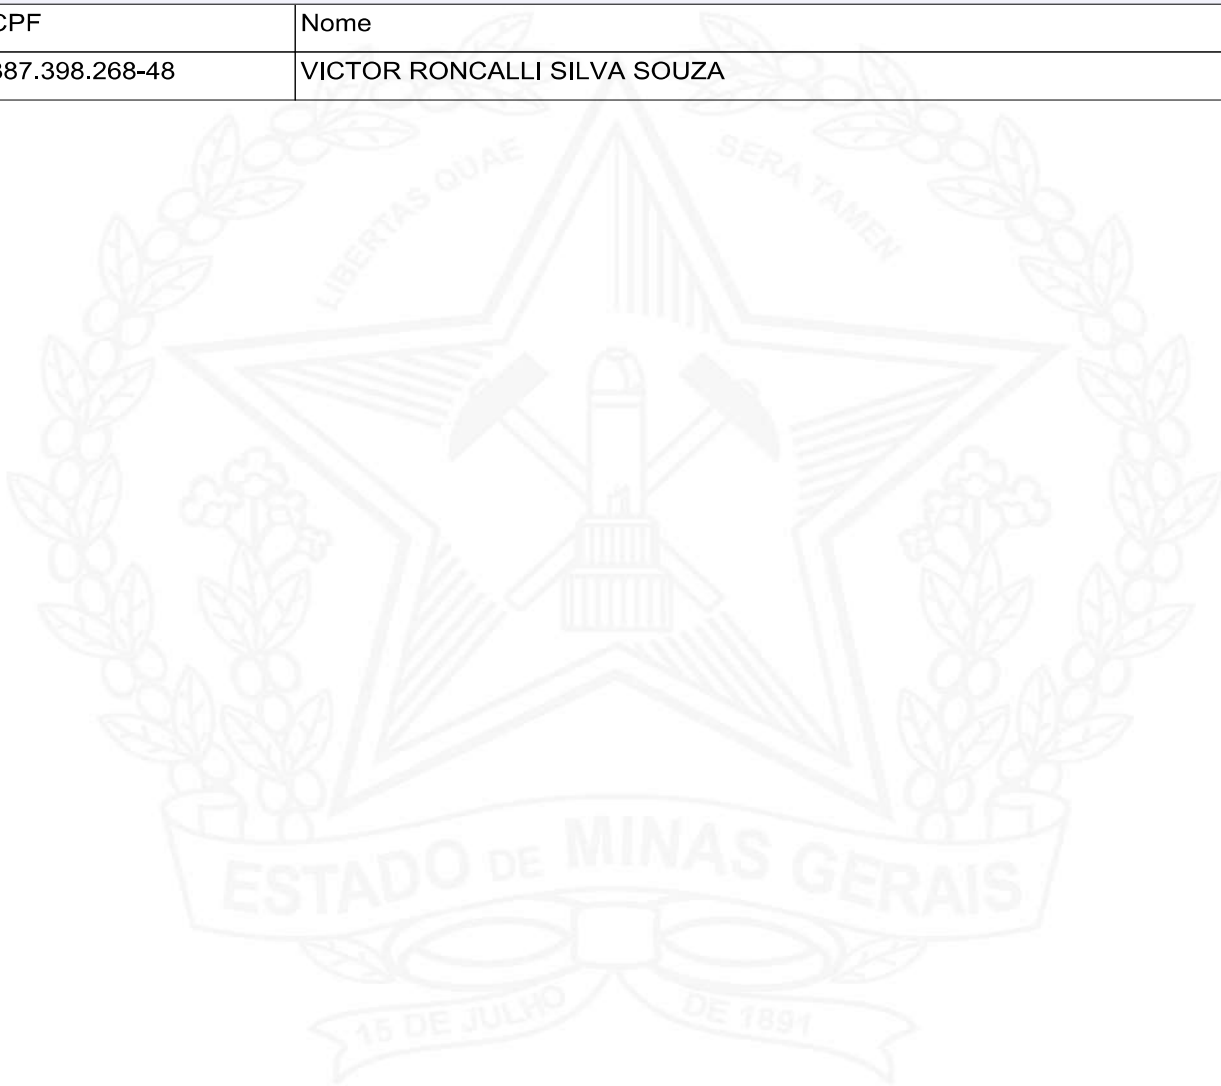 CPF Nome
387.398.268-48 VICTOR RONCALLI SILVA SOUZA
LIBERTAS QUAE SERA TAMEN
ESTADO DE MINAS GERAIS
15 DE JULHO DE 1891